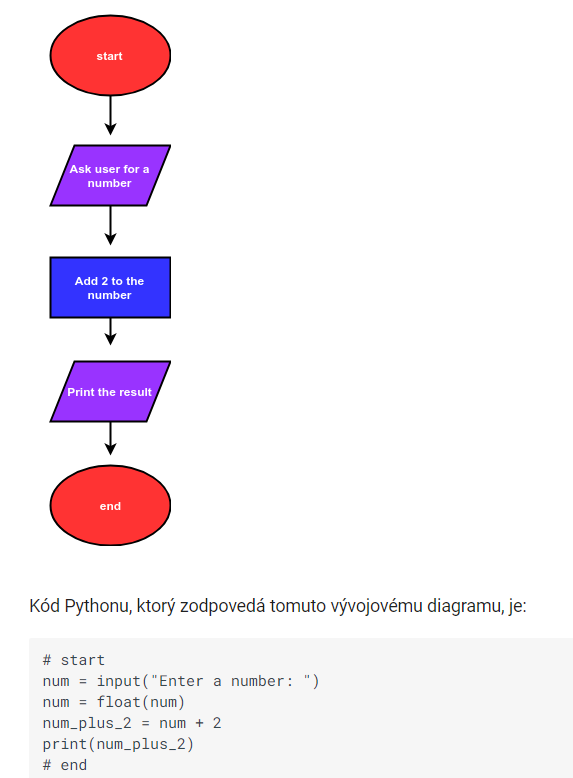 start
Ask user for a
number
Add 2 to the
number
Print the result
end
Kód Pythonu, ktorý zodpovedá tomuto vývojovému diagramu, je:
# start
num = input("Enter a number: ")
num = float(num)
num_plus_2 = num + 2
print(num_plus_2)
# end